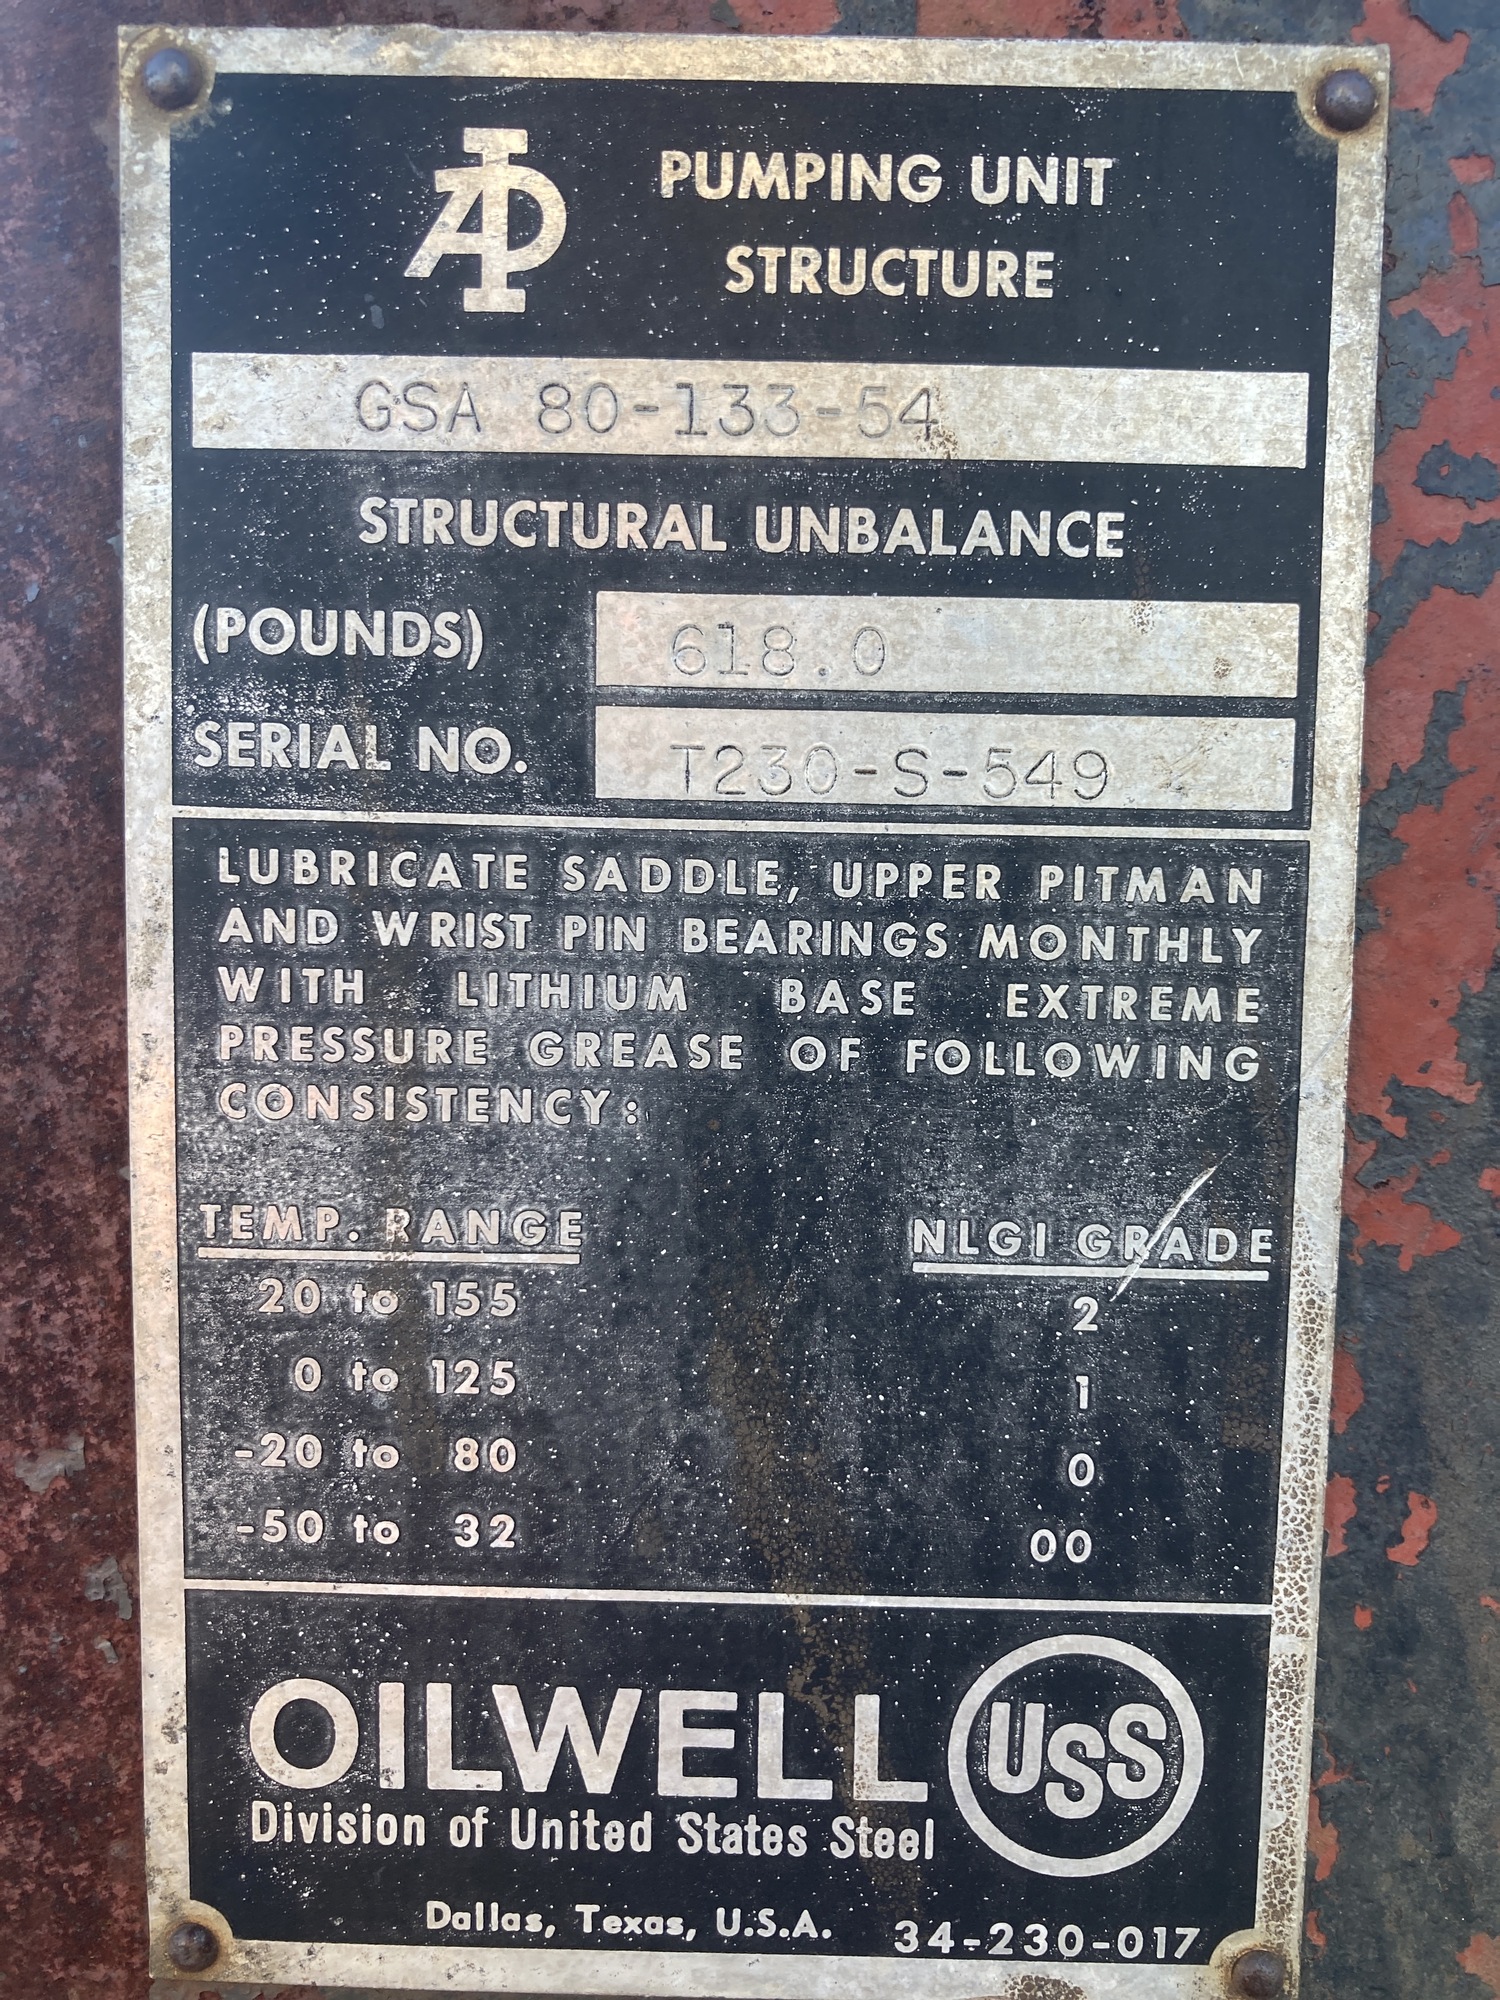 API
PUMPING UNIT
STRUCTURE
GSA 80-133-54
STRUCTURAL UNBALANCE
(POUNDS) 618.0
SERIAL NO. T230-S-549
LUBRICATE SADDLE, UPPER PITMAN
AND WRIST PIN BEARINGS MONTHLY
WITH LITHIUM BASE EXTREME
PRESSURE GREASE OF FOLLOWING
CONSISTENCY:
TEMP. RANGE NLGI GRADE
20 to 155 2
0 to 125 1
-20 to 80 0
-50 to 32 00
OILWELL USS
Division of United States Steel
Dallas, Texas, U.S.A. 34-230-017